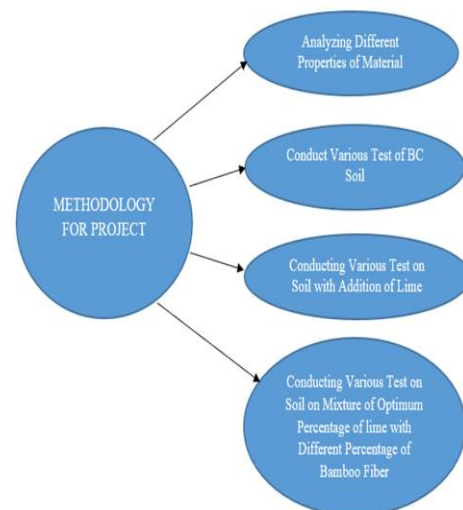 Analyzing Different
Properties of Material
Conduct Various Test of BC
Soil
METHODOLOGY
FOR PROJECT
Conducting Various Test on
Soil with Addition of Lime
Conducting Various Test on
Soil on Mixture of Optimum
Percentage of lime with
Different Percentage of
Bamboo Fiber